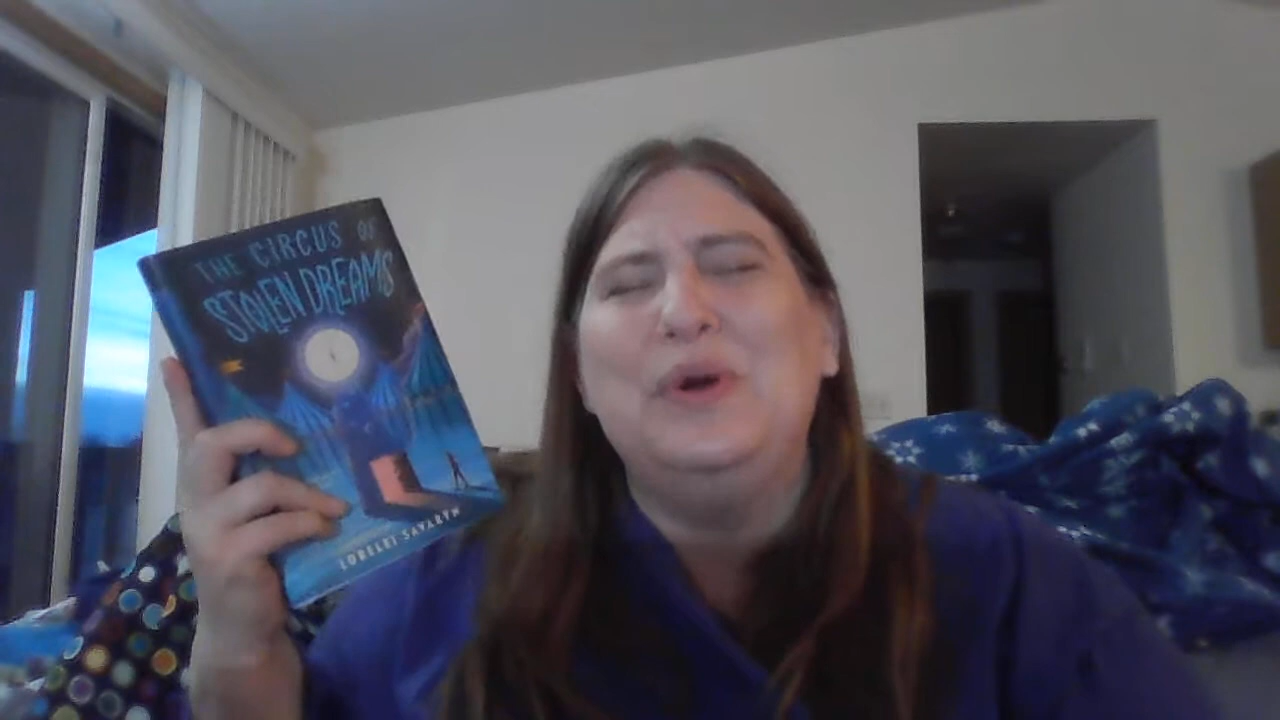 THE CIRCUS OF
STOLEN DREAMS
LORELEI SAVARYN